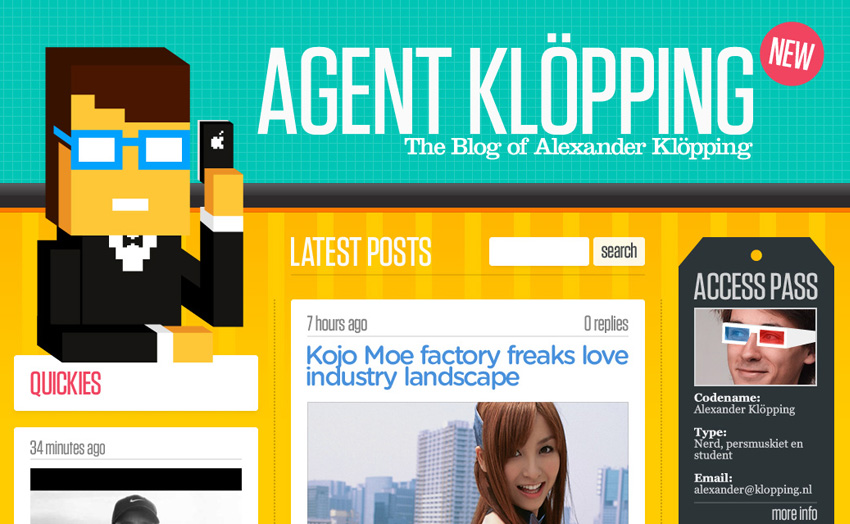 AGENT KLÖPPING
NEW
The Blog of Alexander Klöpping
LATEST POSTS
search
QUICKIES
34 minutes ago
7 hours ago
0 replies
Kojo Moe factory freaks love
industry landscape
ACCESS PASS
Codename:
Alexander Klöpping
Type:
Nerd, persmuskiet en
student
Email:
alexander@klopping.nl
more info